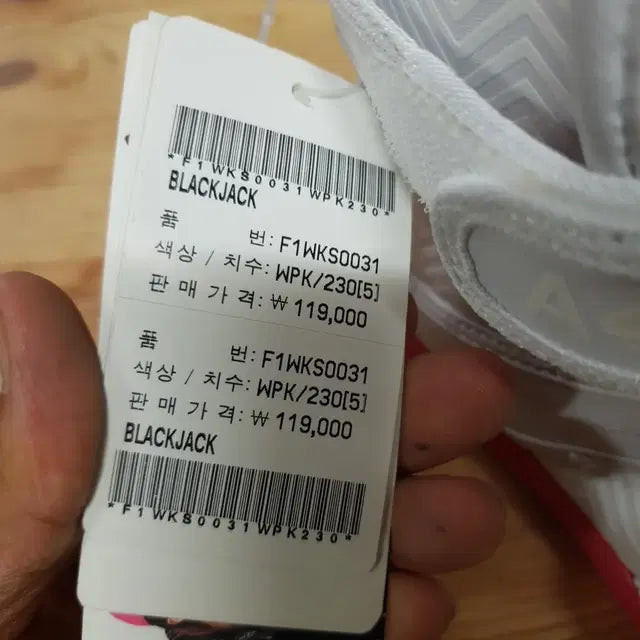 *F1WKS0031WPK230*
BLACKJACK
품 번: F1WKS0031
색상 / 치수: WPK/230[5]
판 매 가 격: ₩ 119,000
품 번: F1WKS0031
색상 / 치수: WPK/230[5]
판 매 가 격: ₩ 119,000
BLACKJACK
*F1WKS0031WPK230*